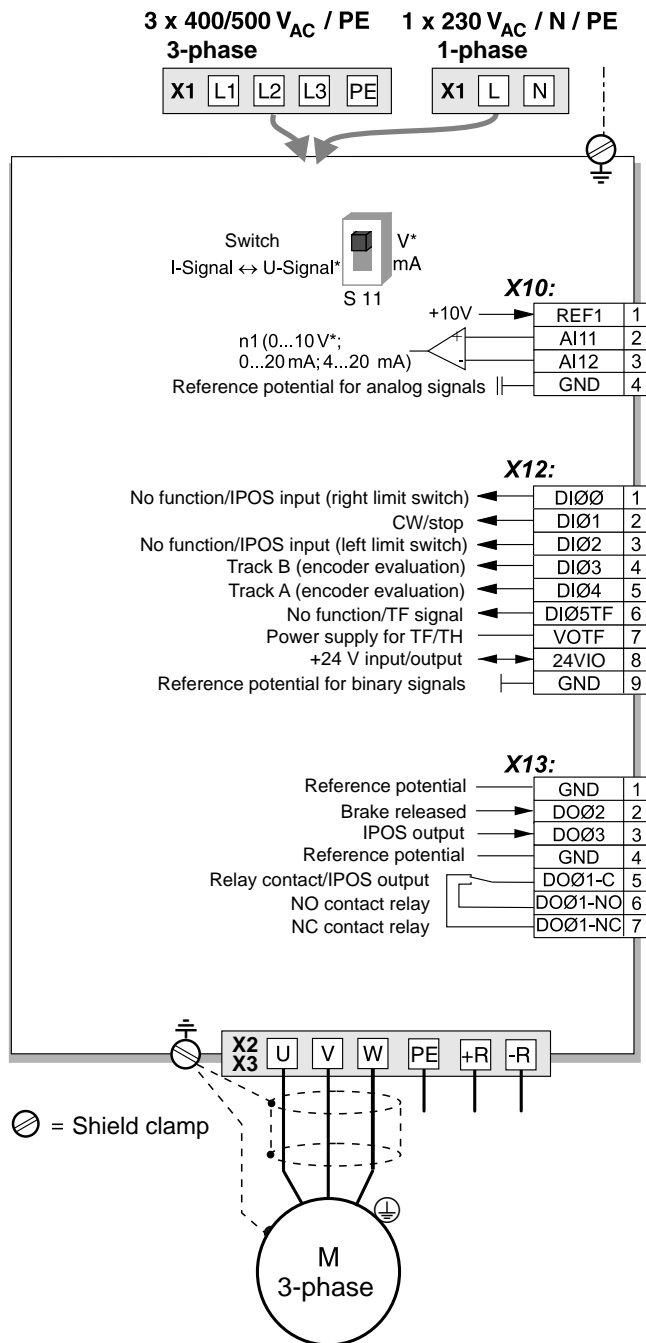 3 x 400/500 VAC / PE 1 x 230 VAC / N / PE
3-phase 1-phase
X1 L1 L2 L3 PE X1 L N
Switch V*
I-Signal ↔ U-Signal* mA
S 11
X10:
+10V REF1 1
n1 (0...10 V*; + AI11 2
0...20 mA; 4...20 mA) - AI12 3
Reference potential for analog signals GND 4
X12:
No function/IPOS input (right limit switch) DIØØ 1
CW/stop DIØ1 2
No function/IPOS input (left limit switch) DIØ2 3
Track B (encoder evaluation) DIØ3 4
Track A (encoder evaluation) DIØ4 5
No function/TF signal DIØ5TF 6
Power supply for TF/TH VOTF 7
+24 V input/output 24VIO 8
Reference potential for binary signals GND 9
X13:
Reference potential GND 1
Brake released DOØ2 2
IPOS output DOØ3 3
Reference potential GND 4
Relay contact/IPOS output DOØ1-C 5
NO contact relay DOØ1-NO 6
NC contact relay DOØ1-NC 7
X2 U V W PE +R -R
X3
= Shield clamp
M
3-phase